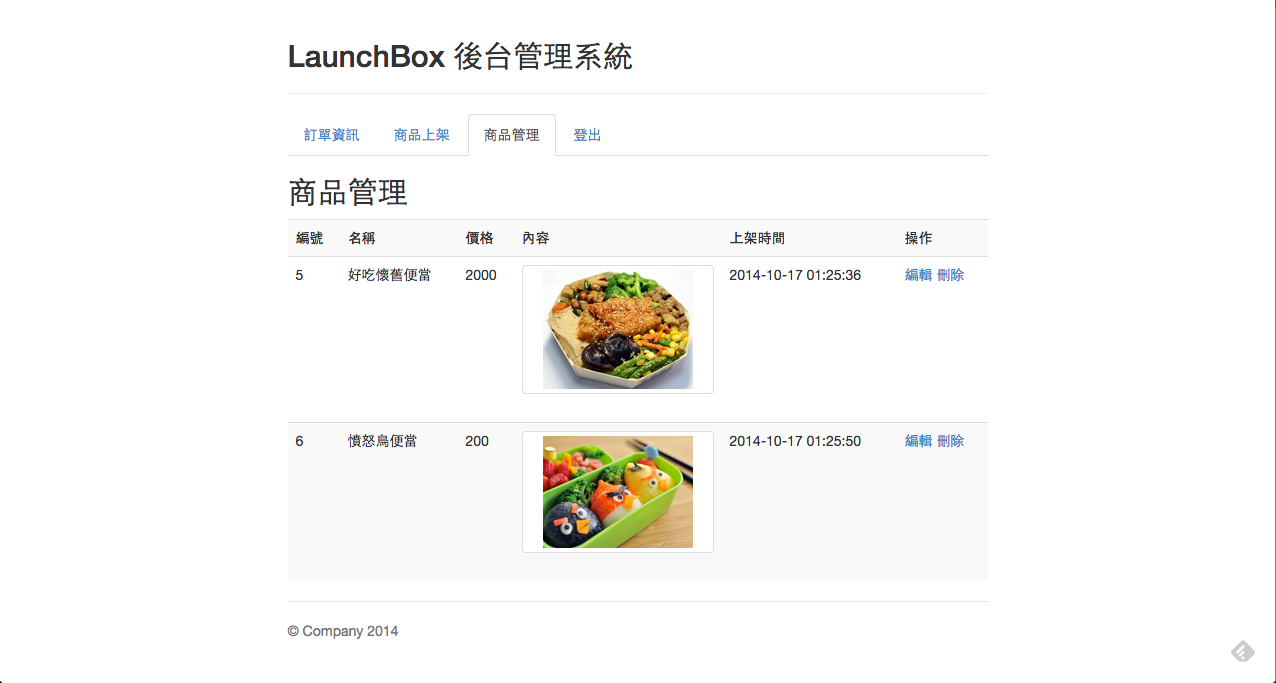 LaunchBox 後台管理系統
訂單資訊 商品上架 商品管理 登出
商品管理
編號 名稱 價格 內容 上架時間 操作
5 好吃懷舊便當 2000 2014-10-17 01:25:36 編輯 刪除
6 憤怒鳥便當 200 2014-10-17 01:25:50 編輯 刪除
© Company 2014